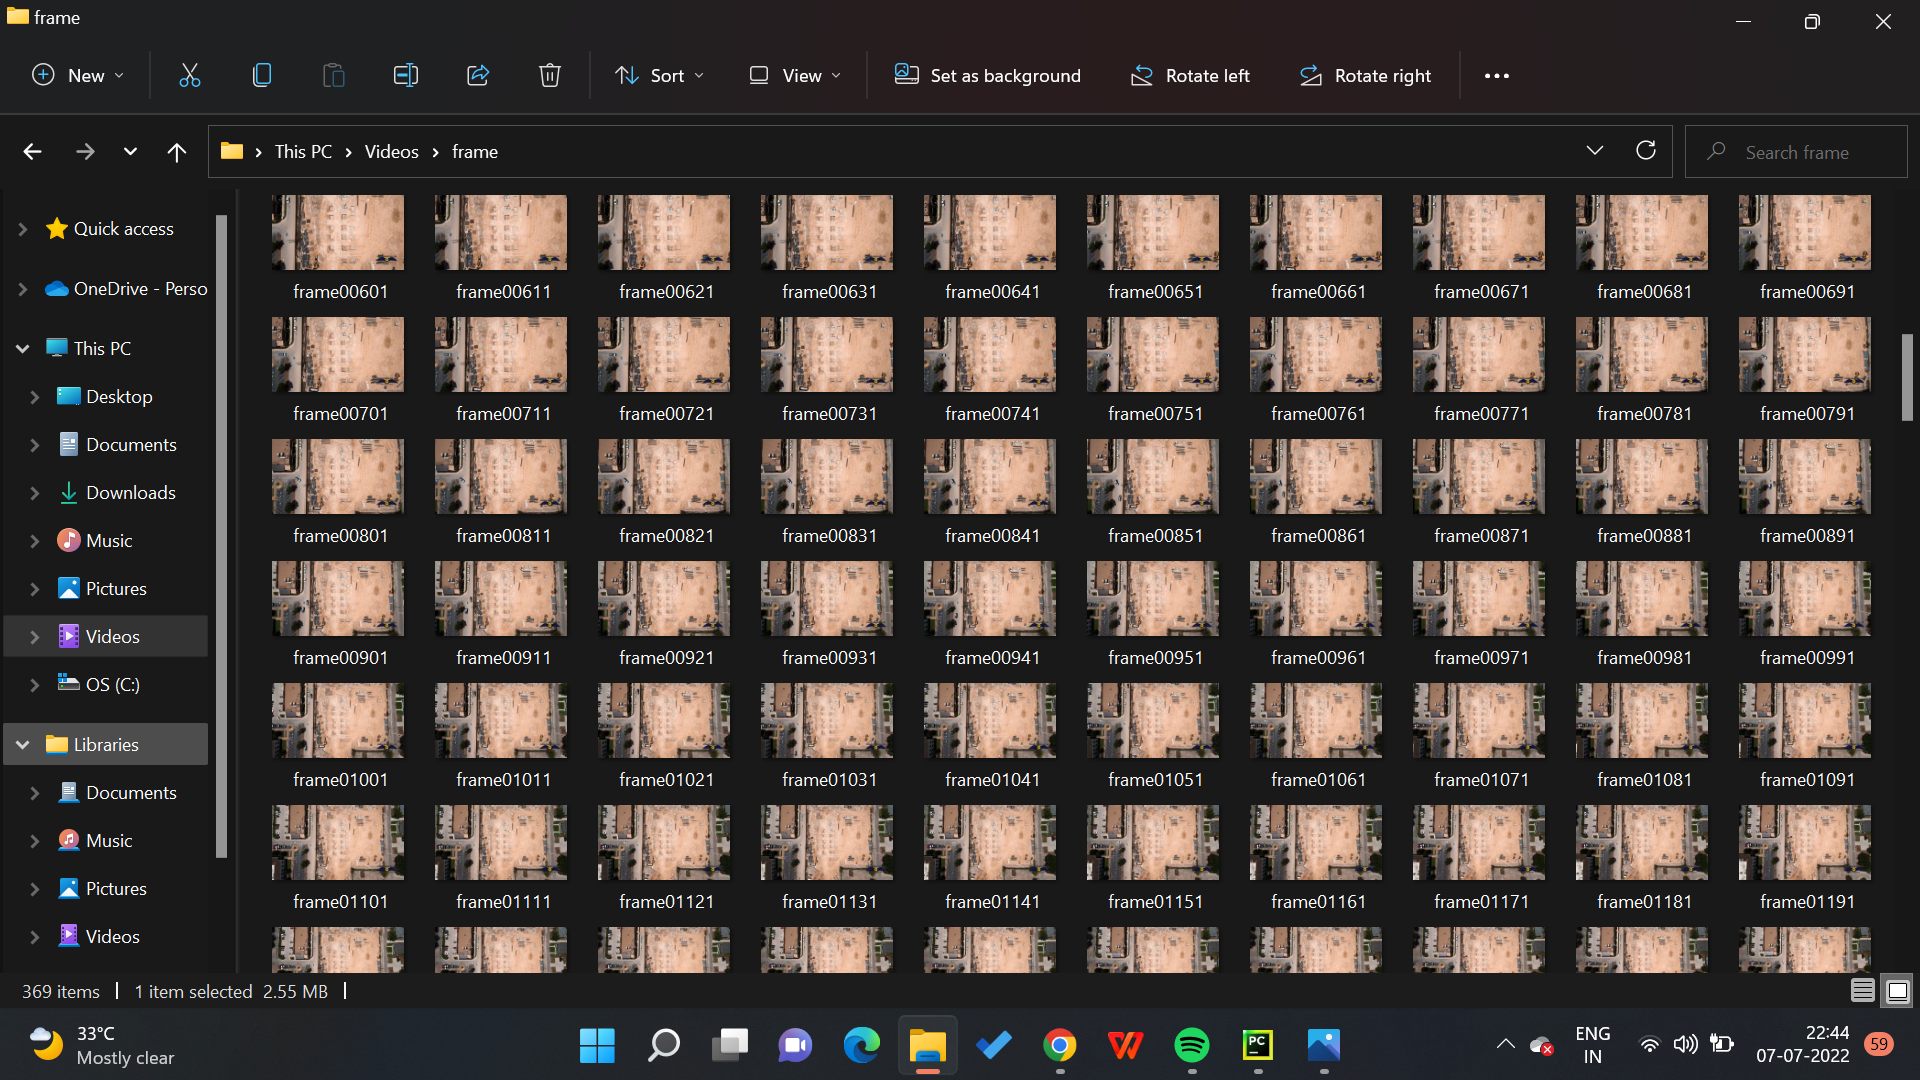 frame
New
Sort
View
Set as background
Rotate left
Rotate right
This PC
Videos
frame
Search frame
Quick access
OneDrive - Perso
This PC
Desktop
Documents
Downloads
Music
Pictures
Videos
OS (C:)
Libraries
Documents
Music
Pictures
Videos
frame00601 frame00611 frame00621 frame00631 frame00641 frame00651 frame00661 frame00671 frame00681 frame00691
frame00701 frame00711 frame00721 frame00731 frame00741 frame00751 frame00761 frame00771 frame00781 frame00791
frame00801 frame00811 frame00821 frame00831 frame00841 frame00851 frame00861 frame00871 frame00881 frame00891
frame00901 frame00911 frame00921 frame00931 frame00941 frame00951 frame00961 frame00971 frame00981 frame00991
frame01001 frame01011 frame01021 frame01031 frame01041 frame01051 frame01061 frame01071 frame01081 frame01091
frame01101 frame01111 frame01121 frame01131 frame01141 frame01151 frame01161 frame01171 frame01181 frame01191
369 items
1 item selected 2.55 MB
33°C
Mostly clear
PC
ENG
IN
22:44
07-07-2022
59